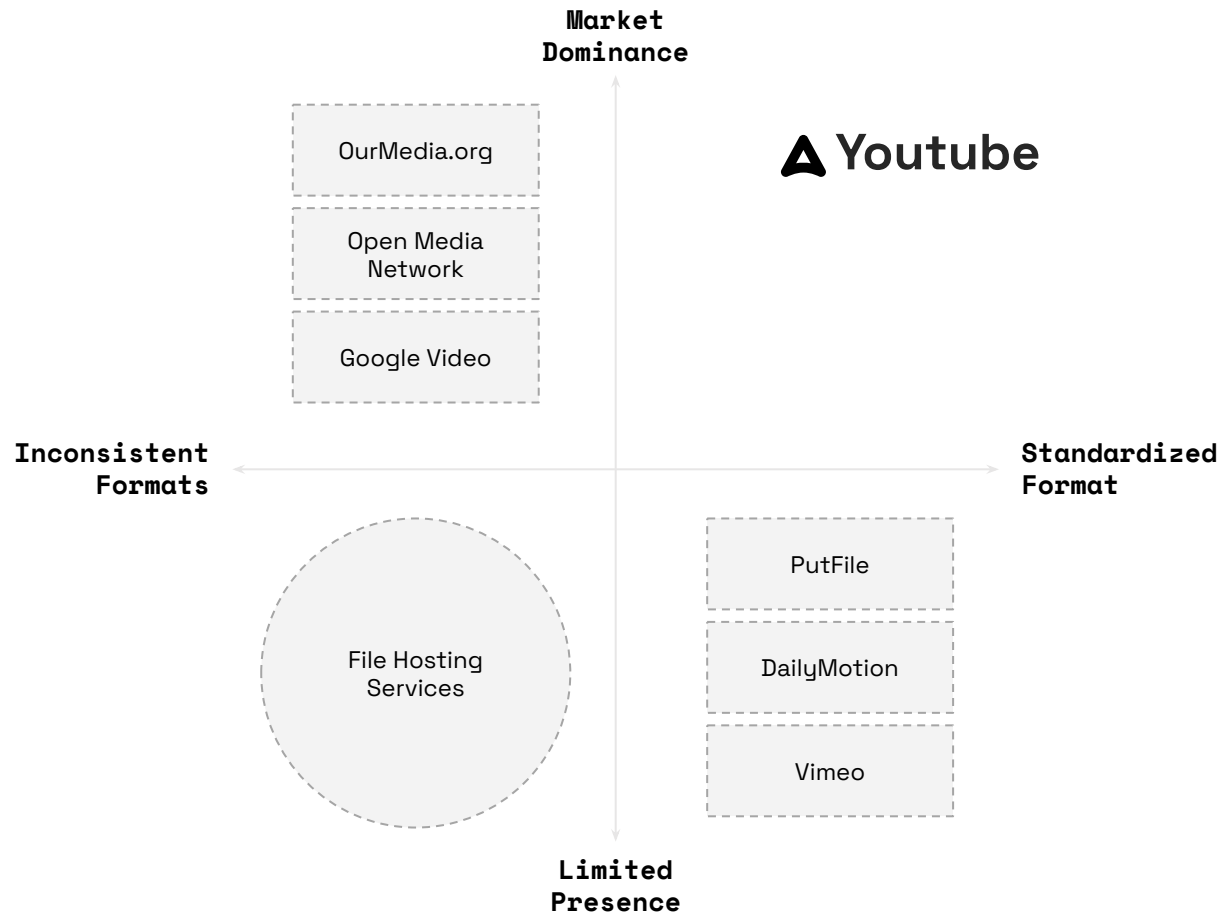 Market
Dominance
OurMedia.org
Youtube
Open Media
Network
Google Video
Inconsistent
Formats
Standardized
Format
PutFile
File Hosting
Services
DailyMotion
Vimeo
Limited
Presence